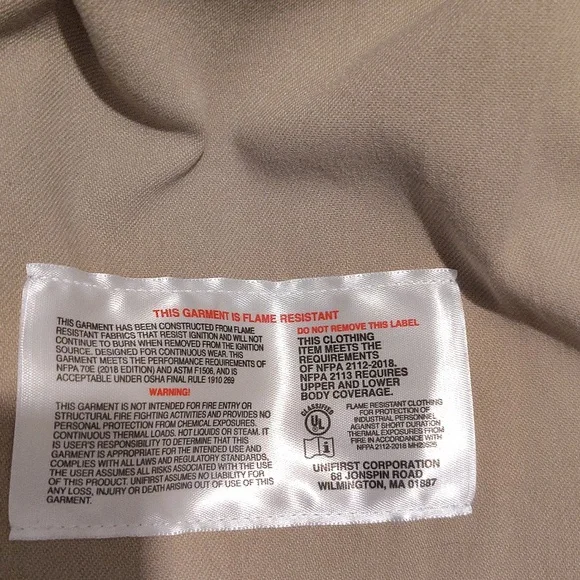 THIS GARMENT IS FLAME RESISTANT
THIS GARMENT HAS BEEN CONSTRUCTED FROM FLAME
RESISTANT FABRICS THAT RESIST IGNITION AND WILL NOT
CONTINUE TO BURN WHEN REMOVED FROM THE IGNITION
SOURCE. DESIGNED FOR CONTINUOUS WEAR. THIS
GARMENT MEETS THE PERFORMANCE REQUIREMENTS OF
NFPA 70E (2018 EDITION) AND ASTM F1506, AND IS
ACCEPTABLE UNDER OSHA FINAL RULE 1910 269
WARNING!
THIS GARMENT IS NOT INTENDED FOR FIRE ENTRY OR
STRUCTURAL FIRE FIGHTING ACTIVITIES AND PROVIDES NO
PERSONAL PROTECTION FROM CHEMICAL EXPOSURES,
CONTINUOUS THERMAL LOADS, HOT LIQUIDS OR STEAM. IT
IS USER'S RESPONSIBILITY TO DETERMINE THAT THIS
GARMENT IS APPROPRIATE FOR THE INTENDED USE AND
COMPLIES WITH ALL LAWS AND REGULATORY STANDARDS,
THE USER ASSUMES ALL RISKS ASSOCIATED WITH THE USE
OF THIS PRODUCT. UNIFIRST ASSUMES NO LIABILITY FOR
ANY LOSS, INJURY OR DEATH ARISING OUT OF USE OF THIS
GARMENT.
DO NOT REMOVE THIS LABEL
THIS CLOTHING
ITEM MEETS THE
REQUIREMENTS
OF NFPA 2112-2018.
NFPA 2113 REQUIRES
UPPER AND LOWER
BODY COVERAGE.
CLASSIFIED
UL
i
FLAME RESISTANT CLOTHING
FOR PROTECTION OF
INDUSTRIAL PERSONNEL
AGAINST SHORT DURATION
THERMAL EXPOSURES FROM
FIRE IN ACCORDANCE WITH
NFPA 2112-2018
UNIFIRST CORPORATION
68 JONSPIN ROAD
WILMINGTON, MA 01887